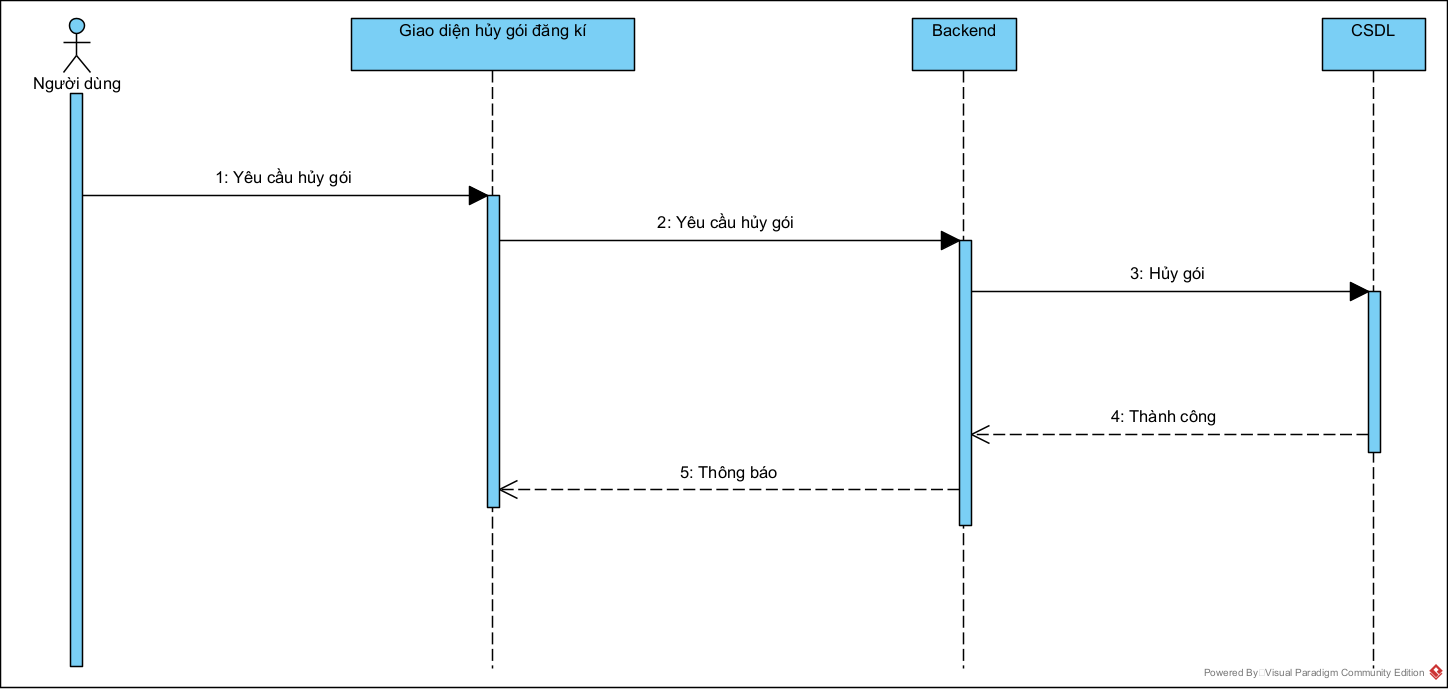 Giao diện hủy gói đăng kí
Backend
CSDL
Người dùng
1: Yêu cầu hủy gói
2: Yêu cầu hủy gói
3: Hủy gói
4: Thành công
5: Thông báo
Powered By Visual Paradigm Community Edition